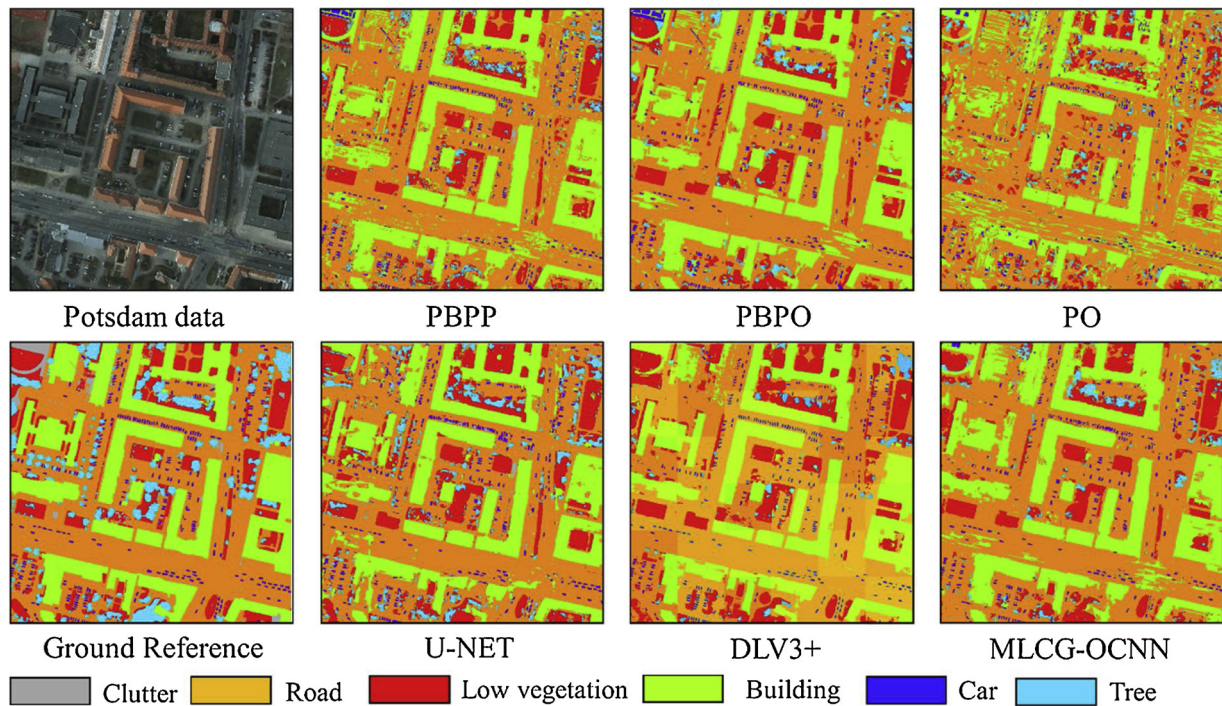 Potsdam data PBPP PBPO PO
Ground Reference U-NET DLV3+ MLCG-OCNN
Clutter Road Low vegetation Building Car Tree